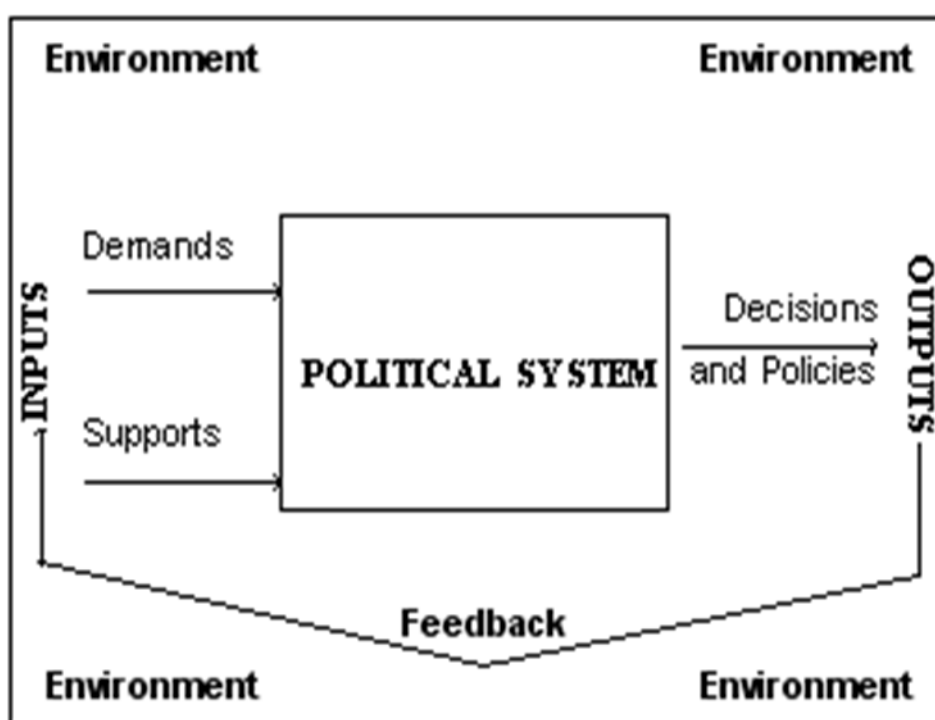 Environment
Environment
Demands
INPUTS
Supports
POLITICAL SYSTEM
Decisions
and Policies
OUTPUTS
Feedback
Environment
Environment